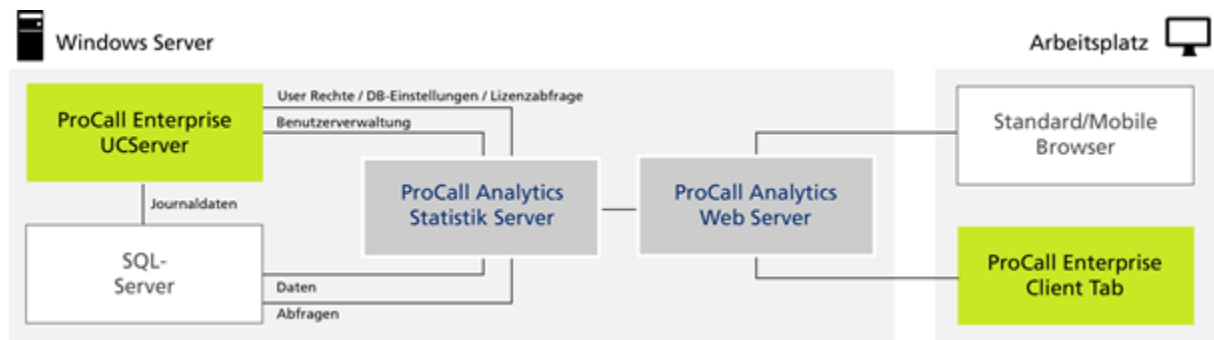 Windows Server
Arbeitsplatz
ProCall Enterprise
UCServer
User Rechte / DB-Einstellungen / Lizenzabfrage
Benutzerverwaltung
Journaldaten
SQL-
Server
Daten
Abfragen
ProCall Analytics
Statistik Server
ProCall Analytics
Web Server
Standard/Mobile
Browser
ProCall Enterprise
Client Tab